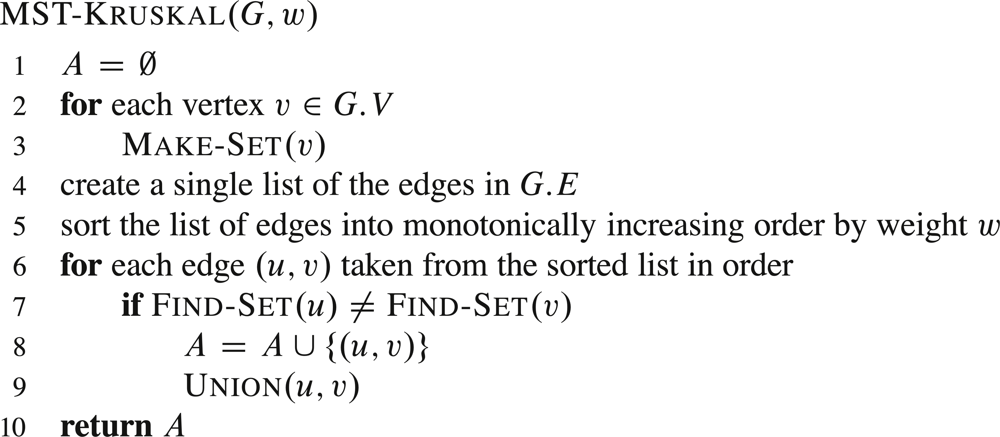 MST-KRUSKAL(G, w)
1 A = ∅
2 for each vertex v ∈ G.V
3 MAKE-SET(v)
4 create a single list of the edges in G.E
5 sort the list of edges into monotonically increasing order by weight w
6 for each edge (u, v) taken from the sorted list in order
7 if FIND-SET(u) ≠ FIND-SET(v)
8 A = A ∪ {(u, v)}
9 UNION(u, v)
10 return A